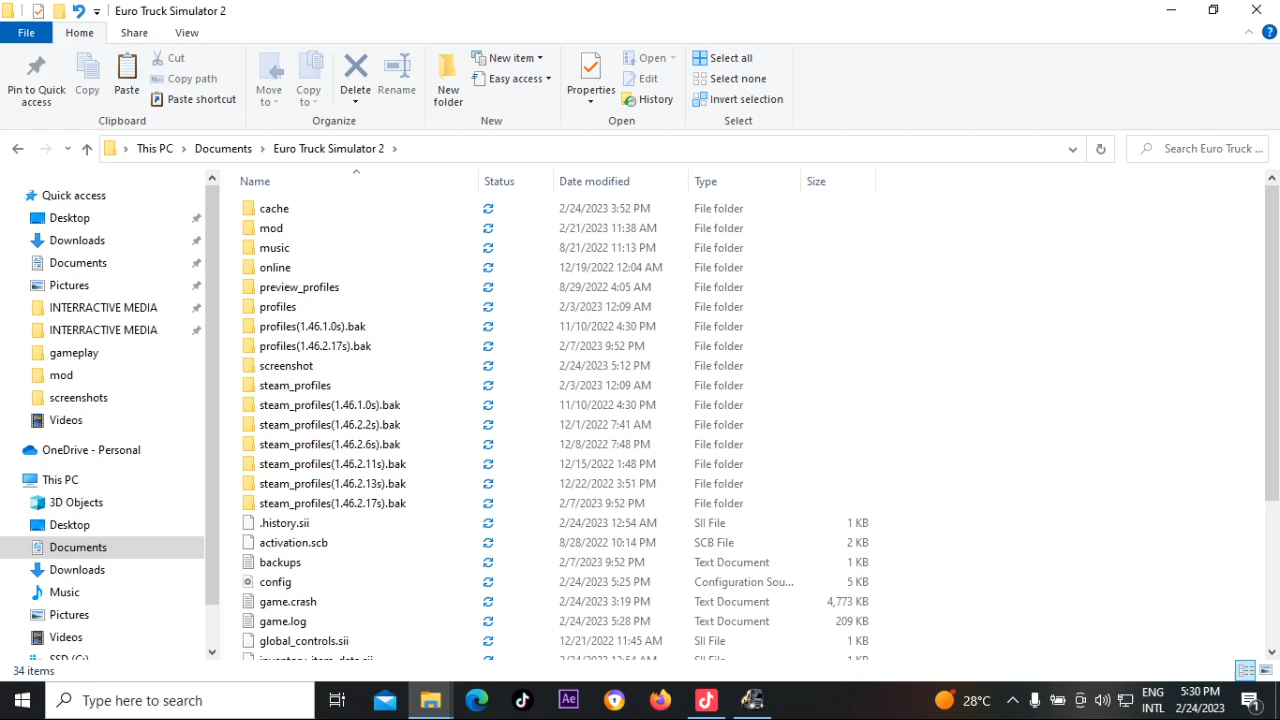 Euro Truck Simulator 2
File Home Share View
Pin to Quick access
Copy
Paste
Cut
Copy path
Paste shortcut
Move to
Copy to
Delete
Rename
New folder
New item
Easy access
Properties
Open
Edit
History
Select all
Select none
Invert selection
Clipboard Organize New Open Select
This PC > Documents > Euro Truck Simulator 2 >
Search Euro Truck ...
Quick access
Desktop
Downloads
Documents
Pictures
INTERRACTIVE MEDIA
INTERRACTIVE MEDIA
gameplay
mod
screenshots
Videos
OneDrive - Personal
This PC
3D Objects
Desktop
Documents
Downloads
Music
Pictures
Videos
SSD (C:)
Name Status Date modified Type Size
cache 2/24/2023 3:52 PM File folder
mod 2/21/2023 11:38 AM File folder
music 8/21/2022 11:13 PM File folder
online 12/19/2022 12:04 AM File folder
preview_profiles 8/29/2022 4:05 AM File folder
profiles 2/3/2023 12:09 AM File folder
profiles(1.46.1.0s).bak 11/10/2022 4:30 PM File folder
profiles(1.46.2.17s).bak 2/7/2023 9:52 PM File folder
screenshot 2/24/2023 5:12 PM File folder
steam_profiles 2/3/2023 12:09 AM File folder
steam_profiles(1.46.1.0s).bak 11/10/2022 4:30 PM File folder
steam_profiles(1.46.2.2s).bak 12/1/2022 7:41 AM File folder
steam_profiles(1.46.2.6s).bak 12/8/2022 7:48 PM File folder
steam_profiles(1.46.2.11s).bak 12/15/2022 1:48 PM File folder
steam_profiles(1.46.2.13s).bak 12/22/2022 3:51 PM File folder
steam_profiles(1.46.2.17s).bak 2/7/2023 9:52 PM File folder
.history.sii 2/24/2023 12:54 AM SII File 1 KB
activation.scb 8/28/2022 10:14 PM SCB File 2 KB
backups 2/7/2023 9:52 PM Text Document 1 KB
config 2/24/2023 5:25 PM Configuration Sou... 5 KB
game.crash 2/24/2023 3:19 PM Text Document 4,773 KB
game.log 2/24/2023 5:28 PM Text Document 209 KB
global_controls.sii 12/21/2022 11:45 AM SII File 1 KB
inventory_item_data.sii 2/24/2023 12:54 AM SII File 1 KB
34 items
Type here to search
Ae
28°C
ENG
INTL
5:30 PM
2/24/2023
1